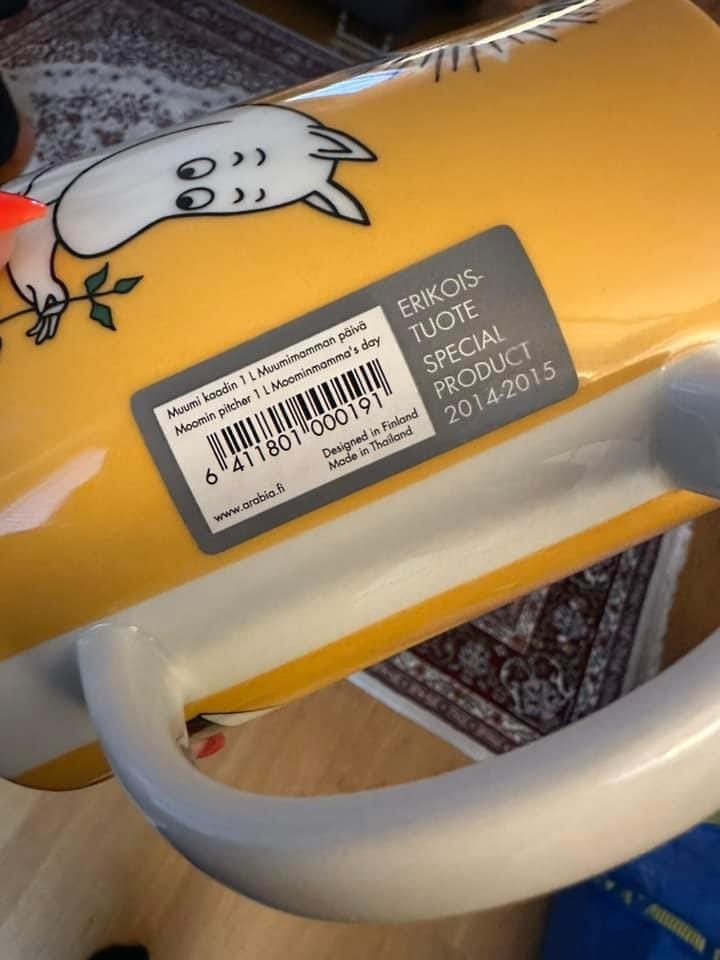 Muumi kaadin 1 L Muumimamman päivä
Moomin pitcher 1 L Moominmamma's day
6 411801 000191
Designed in Finland
Made in Thailand
www.arabia.fi
ERIKOIS-
TUOTE
SPECIAL
PRODUCT
2014-2015